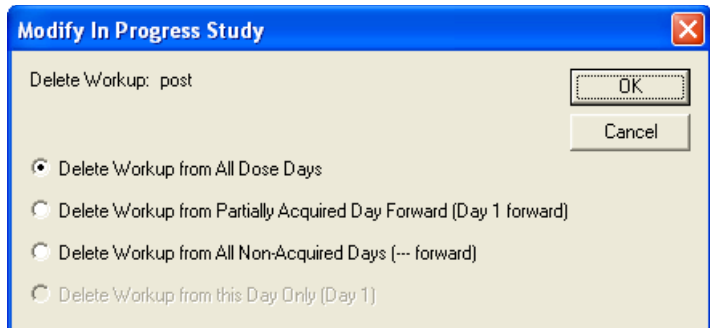 Modify In Progress Study
Delete Workup: post
OK
Cancel
Delete Workup from All Dose Days
Delete Workup from Partially Acquired Day Forward (Day 1 forward)
Delete Workup from All Non-Acquired Days (--- forward)
Delete Workup from this Day Only (Day 1)